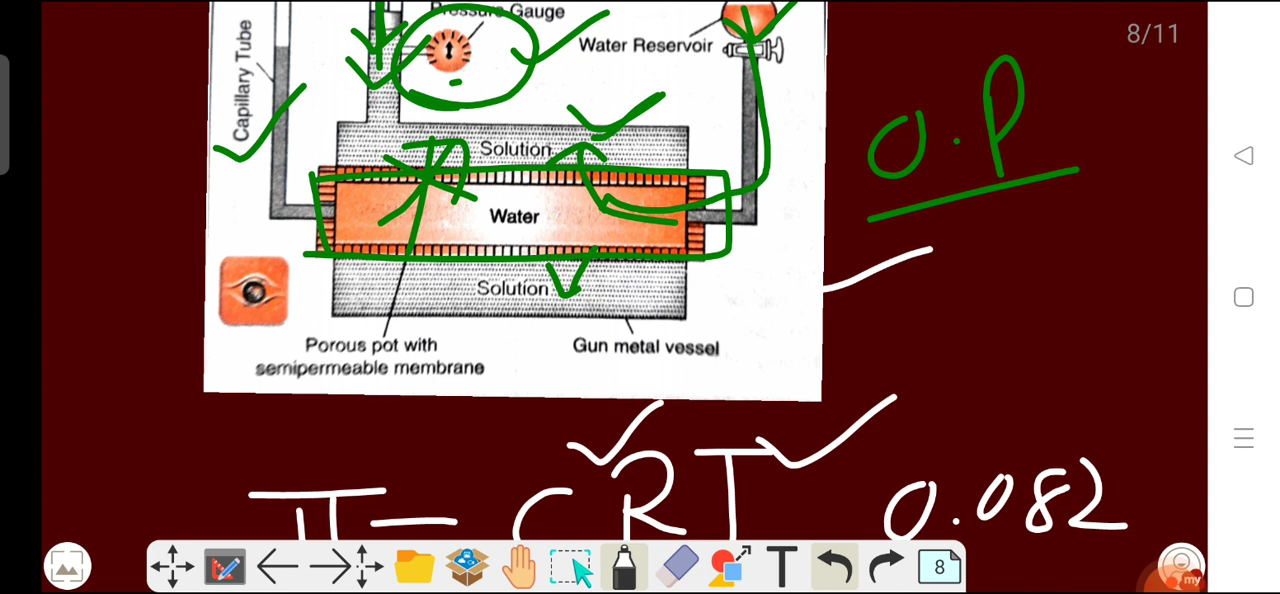 8/11
Pressure Gauge
Capillary Tube
Water Reservoir
O.P
Solution
Water
Solution
Porous pot with
semipermeable membrane
Gun metal vessel
π = CRT 0.082
8
my